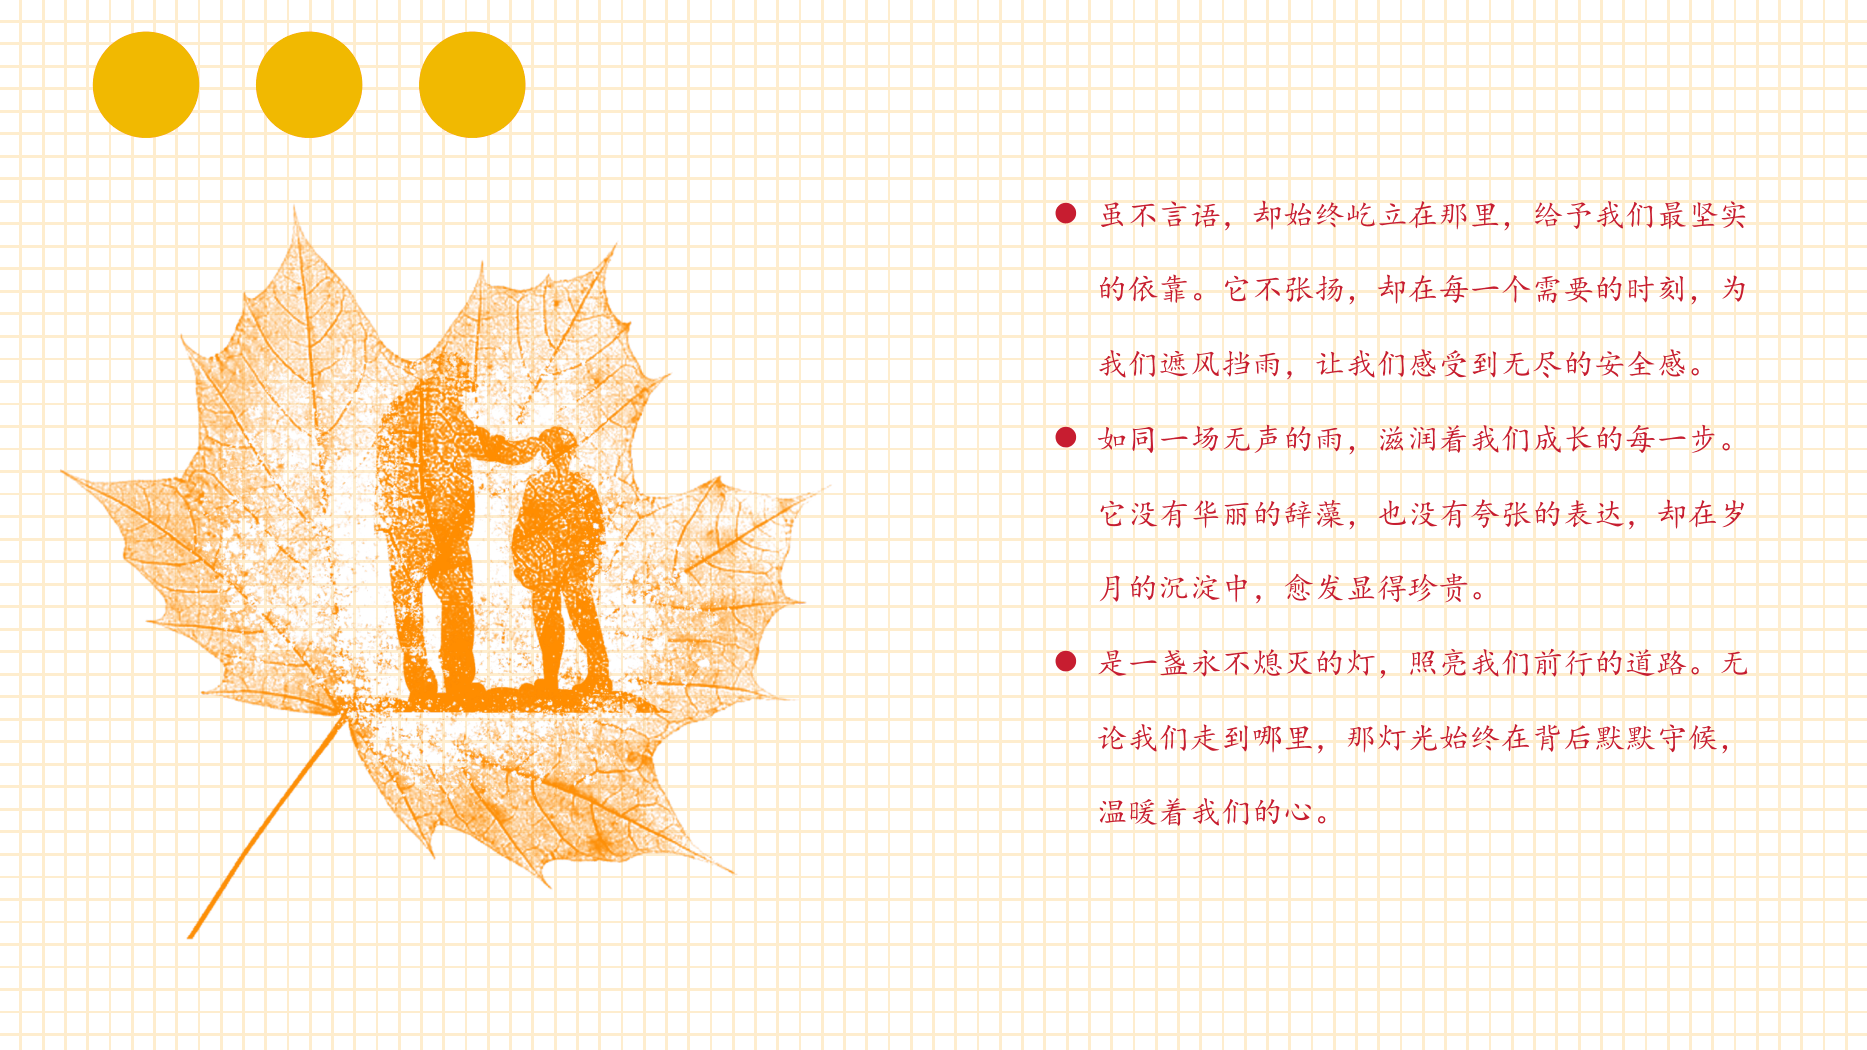 虽不言语，却始终屹立在那里，给予我们最坚实
的依靠。它不张扬，却在每一个需要的时刻，为
我们遮风挡雨，让我们感受到无尽的安全感。
如同一场无声的雨，滋润着我们成长的每一步。
它没有华丽的辞藻，也没有夸张的表达，却在岁
月的沉淀中，愈发显得珍贵。
是一盏永不熄灭的灯，照亮我们前行的道路。无
论我们走到哪里，那灯光始终在背后默默守候，
温暖着我们的心。